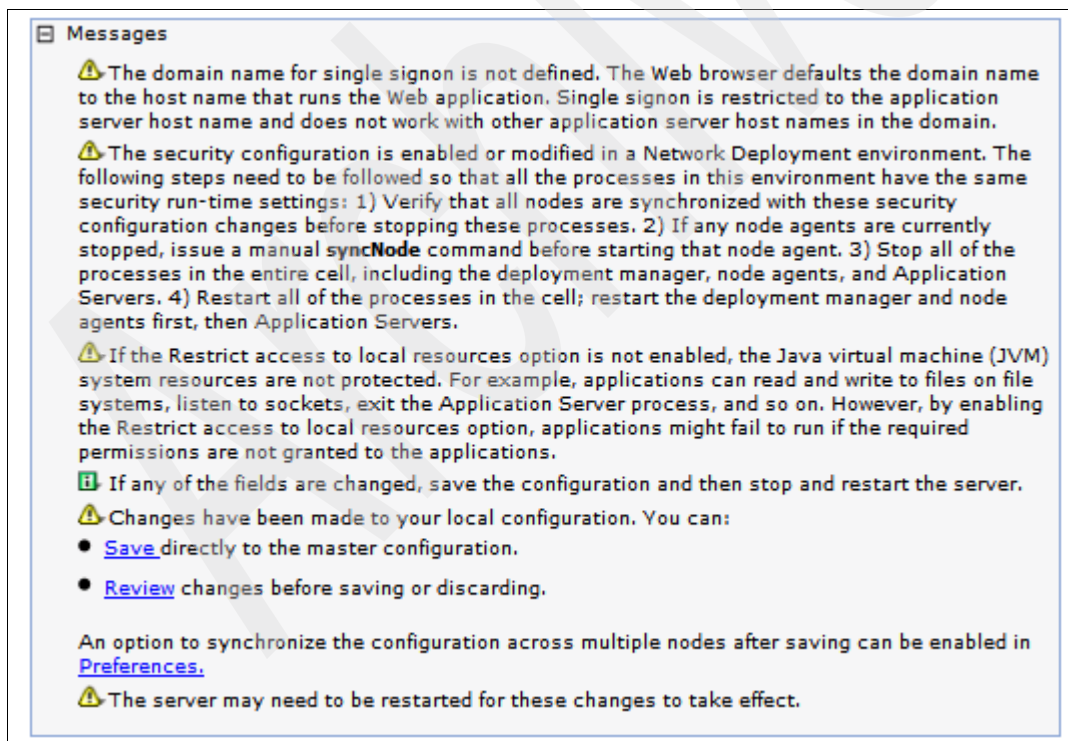 Messages
The domain name for single signon is not defined. The Web browser defaults the domain name
to the host name that runs the Web application. Single signon is restricted to the application
server host name and does not work with other application server host names in the domain.
The security configuration is enabled or modified in a Network Deployment environment. The
following steps need to be followed so that all the processes in this environment have the same
security run-time settings: 1) Verify that all nodes are synchronized with these security
configuration changes before stopping these processes. 2) If any node agents are currently
stopped, issue a manual syncNode command before starting that node agent. 3) Stop all of the
processes in the entire cell, including the deployment manager, node agents, and Application
Servers. 4) Restart all of the processes in the cell; restart the deployment manager and node
agents first, then Application Servers.
If the Restrict access to local resources option is not enabled, the Java virtual machine (JVM)
system resources are not protected. For example, applications can read and write to files on file
systems, listen to sockets, exit the Application Server process, and so on. However, by enabling
the Restrict access to local resources option, applications might fail to run if the required
permissions are not granted to the applications.
If any of the fields are changed, save the configuration and then stop and restart the server.
Changes have been made to your local configuration. You can:
● Save directly to the master configuration.
● Review changes before saving or discarding.
An option to synchronize the configuration across multiple nodes after saving can be enabled in
Preferences.
The server may need to be restarted for these changes to take effect.